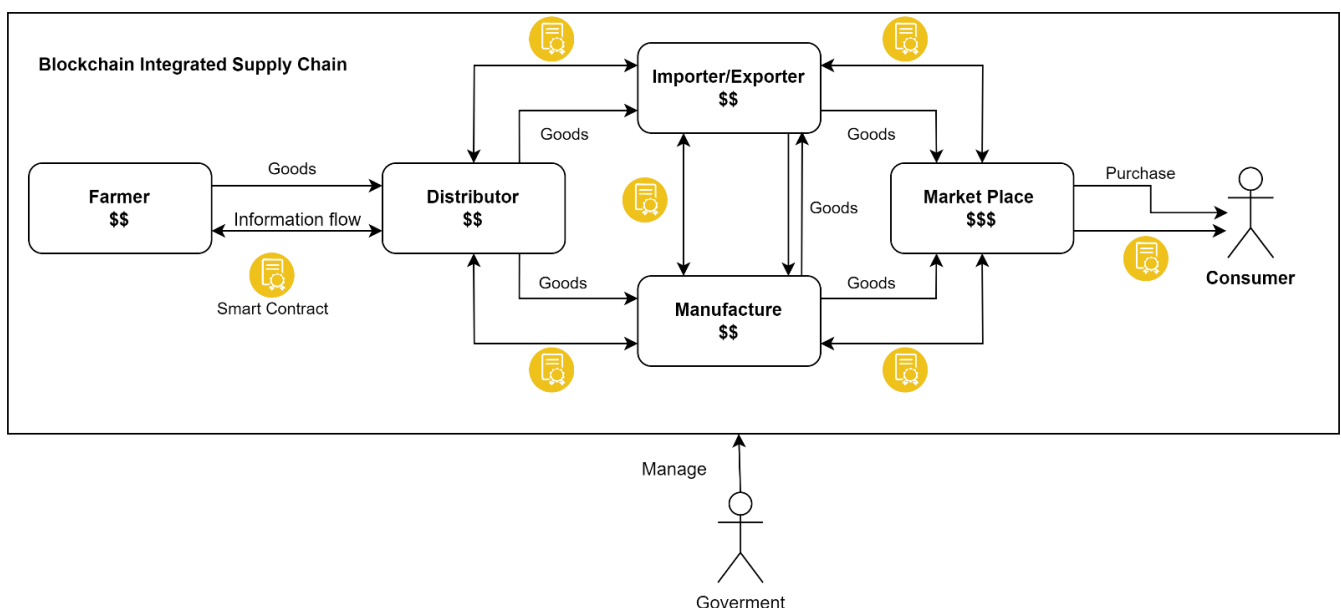 Blockchain Integrated Supply Chain
Importer/Exporter
$$
Goods
Goods
Goods
Farmer
$$
Information flow
Distributor
$$
Goods
Market Place
$$$
Purchase
Consumer
Smart Contract
Goods
Manufacture
$$
Goods
Manage
Goverment